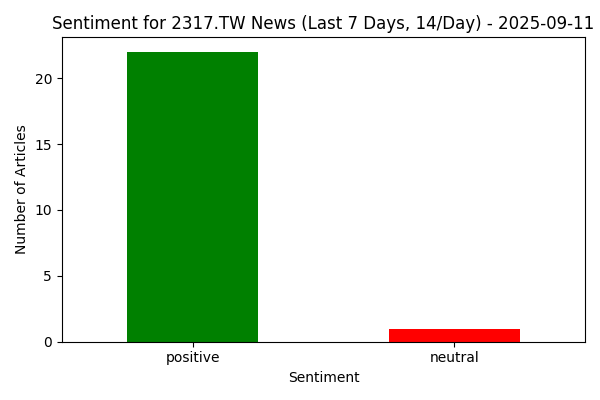 Sentiment for 2317.TW News (Last 7 Days, 14/Day) - 2025-09-11
20
15
10
5
0
Number of Articles
positive
neutral
Sentiment